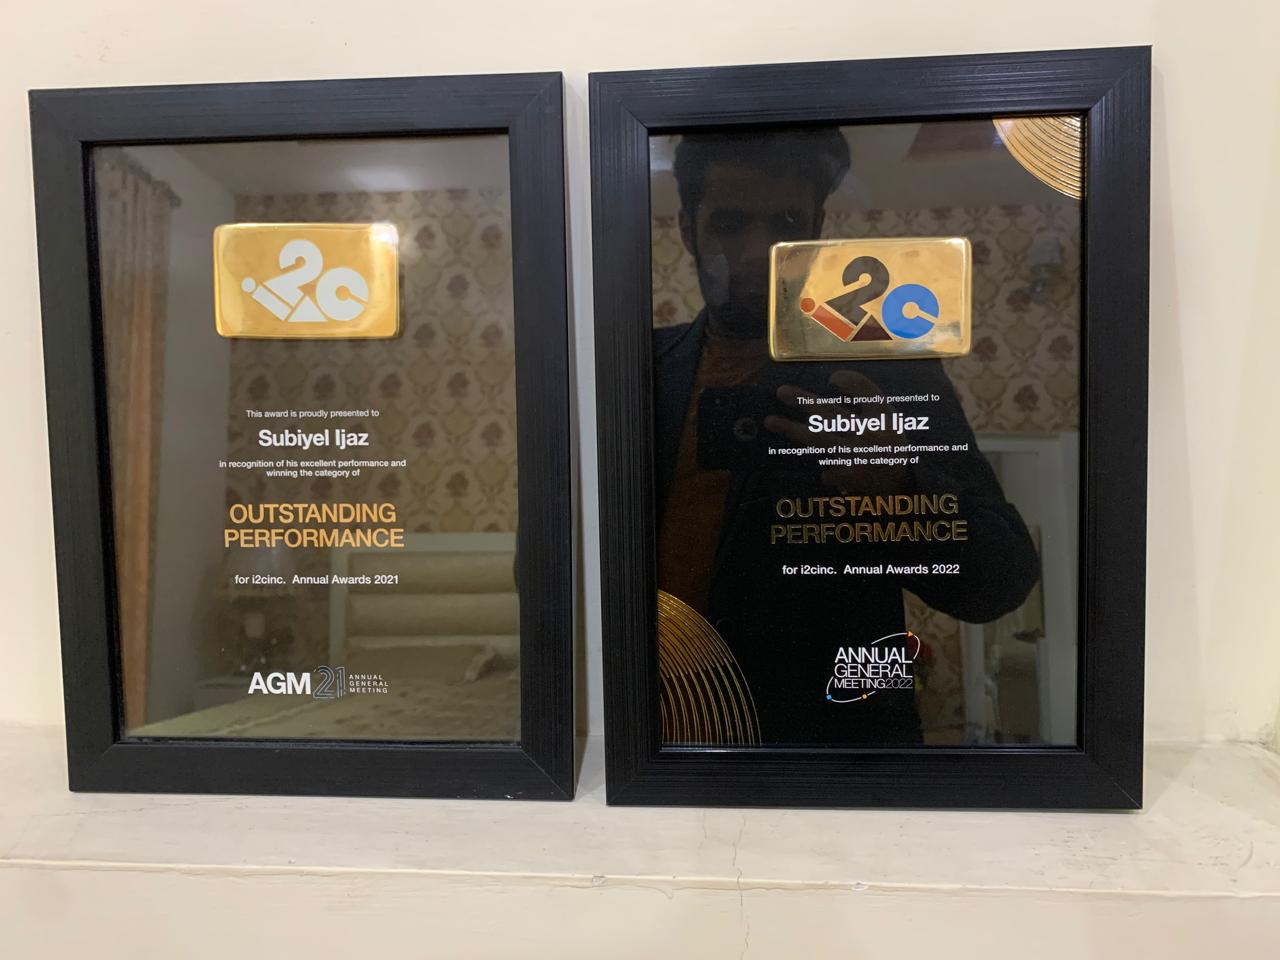 i2c
This award is proudly presented to
Subiyel Ijaz
in recognition of his excellent performance and
winning the category of
OUTSTANDING
PERFORMANCE
for i2cinc. Annual Awards 2021
AGM21 ANNUAL
GENERAL
MEETING
i2c
This award is proudly presented to
Subiyel Ijaz
in recognition of his excellent performance and
winning the category of
OUTSTANDING
PERFORMANCE
for i2cinc. Annual Awards 2022
ANNUAL
GENERAL
MEETING2022